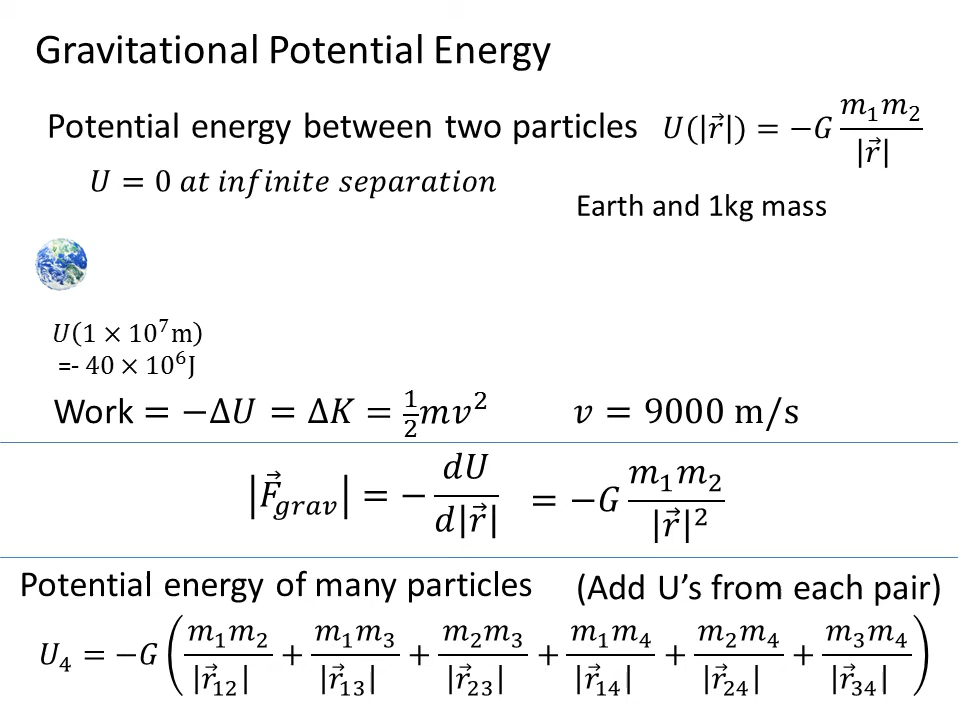 Gravitational Potential Energy
Potential energy between two particles U(|r⃗|) = −G m₁m₂/|r⃗|
U = 0 at infinite separation
Earth and 1kg mass
U(1 × 10⁷m)
=- 40 × 10⁶J
Work = −ΔU = ΔK = ½mv² v = 9000 m/s
|F⃗grav| = − dU/d|r⃗| = −G m₁m₂/|r⃗|²
Potential energy of many particles (Add U’s from each pair)
U₄ = −G (m₁m₂/|r⃗₁₂| + m₁m₃/|r⃗₁₃| + m₂m₃/|r⃗₂₃| + m₁m₄/|r⃗₁₄| + m₂m₄/|r⃗₂₄| + m₃m₄/|r⃗₃₄|)